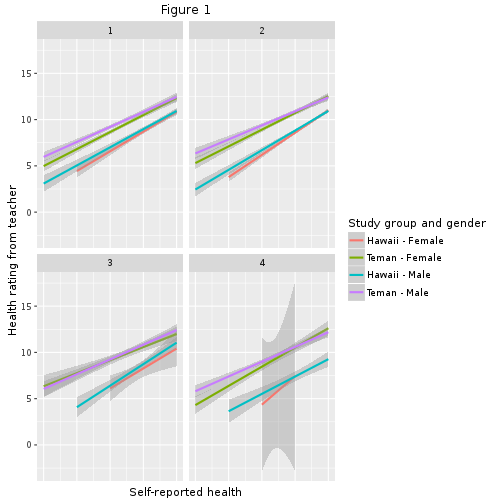 Figure 1
1
2
15
10
5
0
3
4
15
10
5
0
Health rating from teacher
Self-reported health
Study group and gender
Hawaii - Female
Teman - Female
Hawaii - Male
Teman - Male